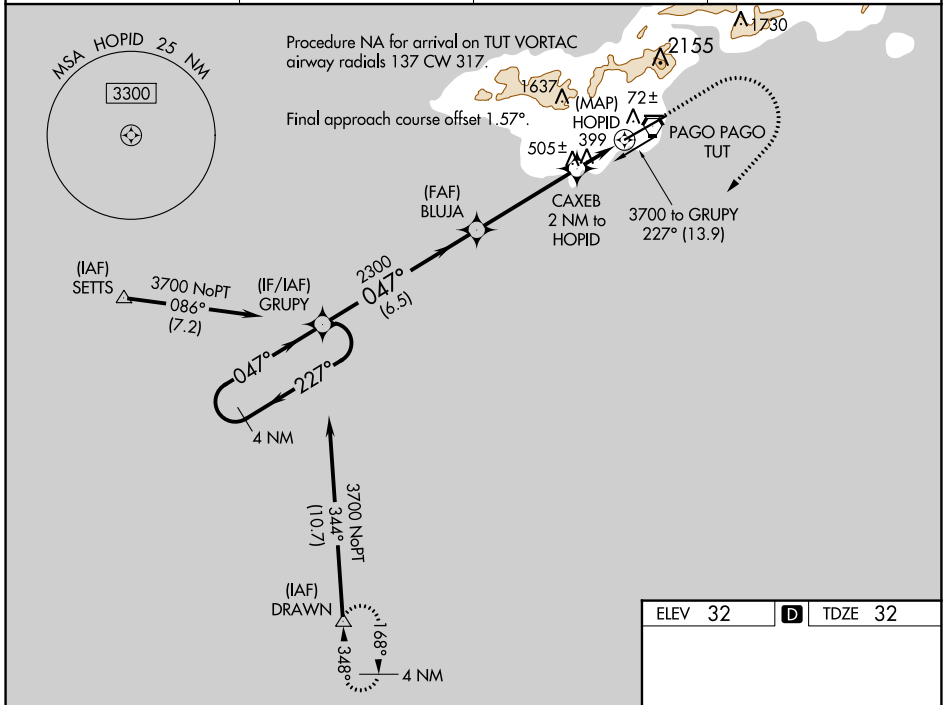 MSA HOPID 25 NM
3300
Procedure NA for arrival on TUT VORTAC
airway radials 137 CW 317.
Final approach course offset 1.57°.
1730
2155
1637
(MAP)
HOPID
72±
399
505±
PAGO PAGO
TUT
CAXEB
2 NM to
HOPID
3700 to GRUPY
227° (13.9)
(FAF)
BLUJA
2300
047°
(6.5)
(IAF)
SETTS
3700 NoPT
086°
(7.2)
(IF/IAF)
GRUPY
047°
227°
4 NM
3700 NoPT
344°
(10.7)
(IAF)
DRAWN
168°
348°
4 NM
ELEV 32 D TDZE 32